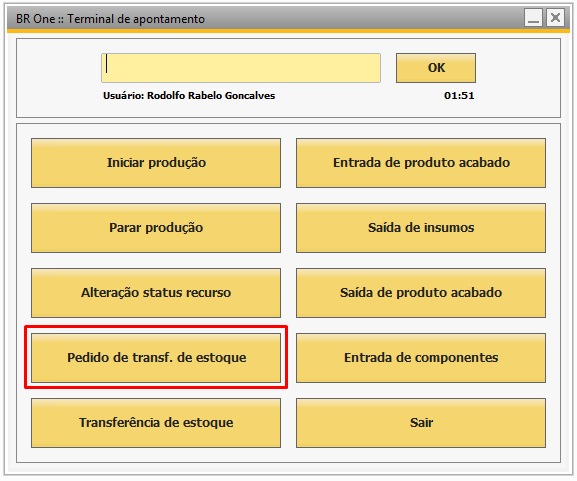 BR One :: Terminal de apontamento
OK
Usuário: Rodolfo Rabelo Goncalves 01:51
Iniciar produção Entrada de produto acabado
Parar produção Saída de insumos
Alteração status recurso Saída de produto acabado
Pedido de transf. de estoque Entrada de componentes
Transferência de estoque Sair